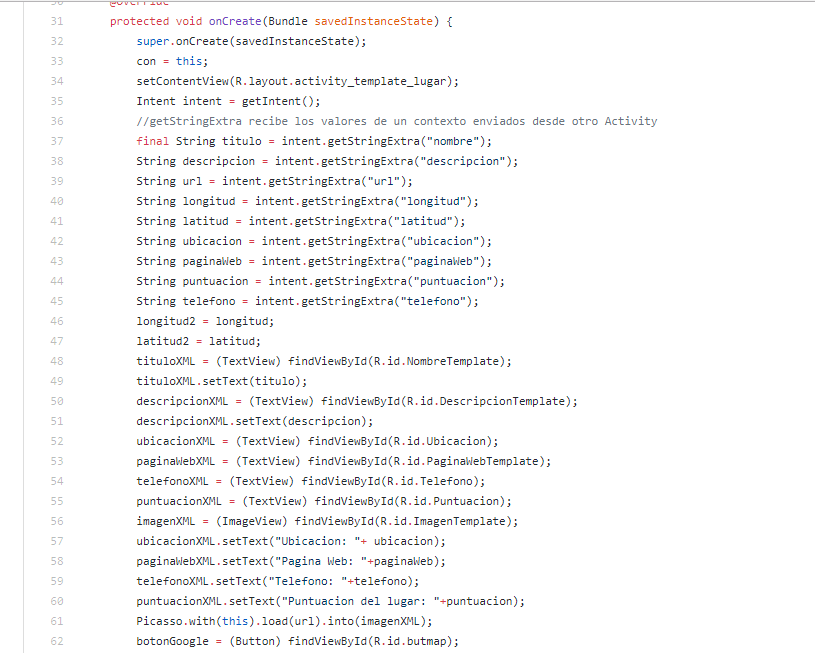 30 @Override
31 protected void onCreate(Bundle savedInstanceState) {
32 super.onCreate(savedInstanceState);
33 con = this;
34 setContentView(R.layout.activity_template_lugar);
35 Intent intent = getIntent();
36 //getStringExtra recibe los valores de un contexto enviados desde otro Activity
37 final String titulo = intent.getStringExtra("nombre");
38 String descripcion = intent.getStringExtra("descripcion");
39 String url = intent.getStringExtra("url");
40 String longitud = intent.getStringExtra("longitud");
41 String latitud = intent.getStringExtra("latitud");
42 String ubicacion = intent.getStringExtra("ubicacion");
43 String paginaWeb = intent.getStringExtra("paginaWeb");
44 String puntuacion = intent.getStringExtra("puntuacion");
45 String telefono = intent.getStringExtra("telefono");
46 longitud2 = longitud;
47 latitud2 = latitud;
48 tituloXML = (TextView) findViewById(R.id.NombreTemplate);
49 tituloXML.setText(titulo);
50 descripcionXML = (TextView) findViewById(R.id.DescripcionTemplate);
51 descripcionXML.setText(descripcion);
52 ubicacionXML = (TextView) findViewById(R.id.Ubicacion);
53 paginaWebXML = (TextView) findViewById(R.id.PaginaWebTemplate);
54 telefonoXML = (TextView) findViewById(R.id.Telefono);
55 puntuacionXML = (TextView) findViewById(R.id.Puntuacion);
56 imagenXML = (ImageView) findViewById(R.id.ImagenTemplate);
57 ubicacionXML.setText("Ubicacion: "+ ubicacion);
58 paginaWebXML.setText("Pagina Web: "+paginaWeb);
59 telefonoXML.setText("Telefono: "+telefono);
60 puntuacionXML.setText("Puntuacion del lugar: "+puntuacion);
61 Picasso.with(this).load(url).into(imagenXML);
62 botonGoogle = (Button) findViewById(R.id.butmap);